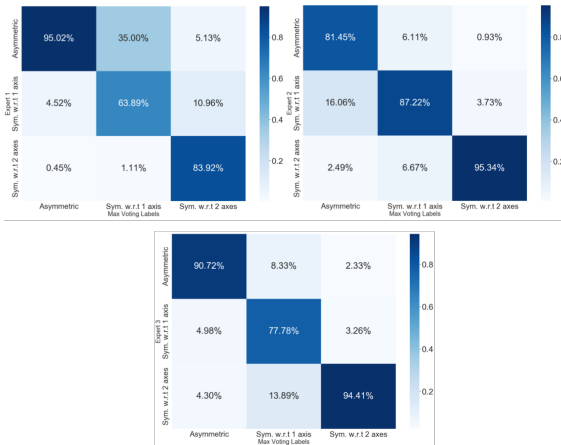 Asymmetric
95.02%
35.00%
5.13%
0.8
Expert 1
Sym. w.r.t 1 axis
4.52%
63.89%
10.96%
0.6
0.4
Sym. w.r.t 2 axes
0.45%
1.11%
83.92%
0.2
Asymmetric
Sym. w.r.t 1 axis
Sym. w.r.t 2 axes
Max Voting Labels
Asymmetric
81.45%
6.11%
0.93%
0.8
Expert 2
Sym. w.r.t 1 axis
16.06%
87.22%
3.73%
0.6
0.4
Sym. w.r.t 2 axes
2.49%
6.67%
95.34%
0.2
Asymmetric
Sym. w.r.t 1 axis
Sym. w.r.t 2 axes
Max Voting Labels
Asymmetric
90.72%
8.33%
2.33%
0.8
Expert 3
Sym. w.r.t 1 axis
4.98%
77.78%
3.26%
0.6
0.4
Sym. w.r.t 2 axes
4.30%
13.89%
94.41%
0.2
Asymmetric
Sym. w.r.t 1 axis
Sym. w.r.t 2 axes
Max Voting Labels